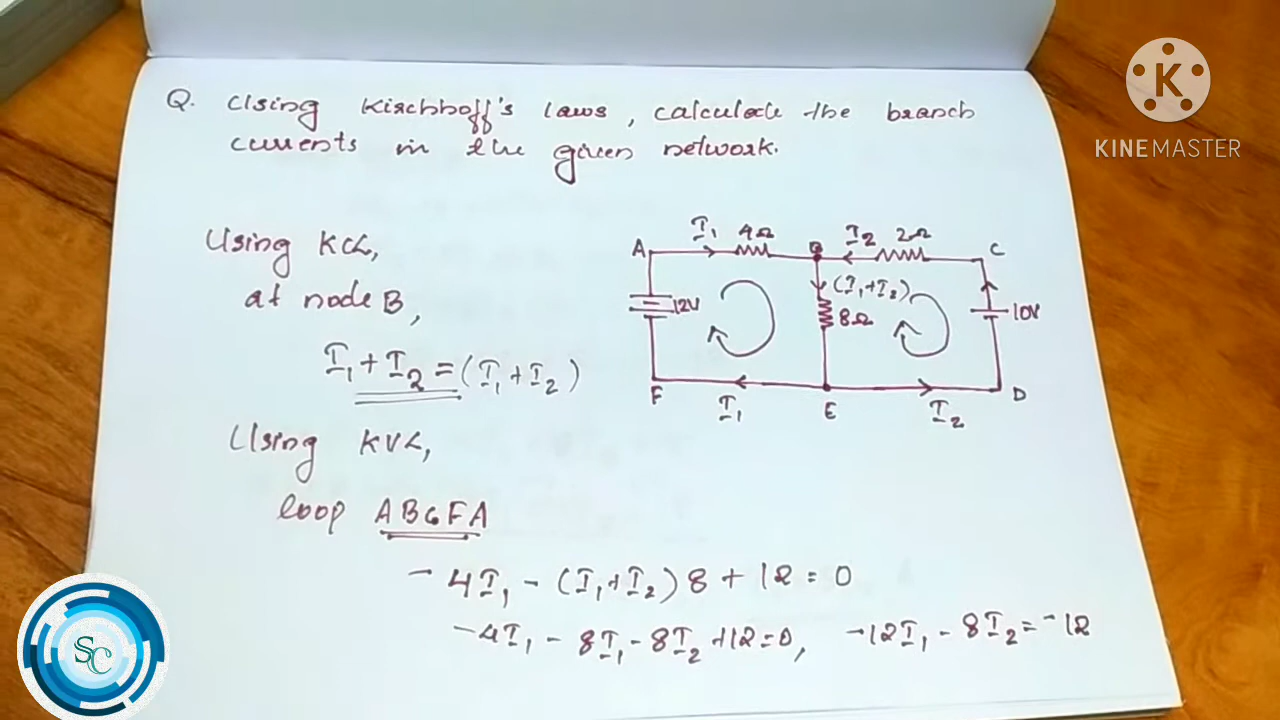 Q. Using Kirchhoff's laws, calculate the branch
currents in the given network.
K
KINEMASTER
Using KCL,
at node B,
I₁ + I₂ = (I₁ + I₂)
A I₁ 4Ω B I₂ 2Ω C
(I₁+I₂)
12V 8Ω 10V
F I₁ E I₂ D
Using KVL,
loop ABGFA
- 4I₁ - (I₁+I₂) 8 + 12 = 0
-4I₁ - 8I₁ - 8I₂ +12 = 0, -12I₁ - 8I₂ = -12
SC